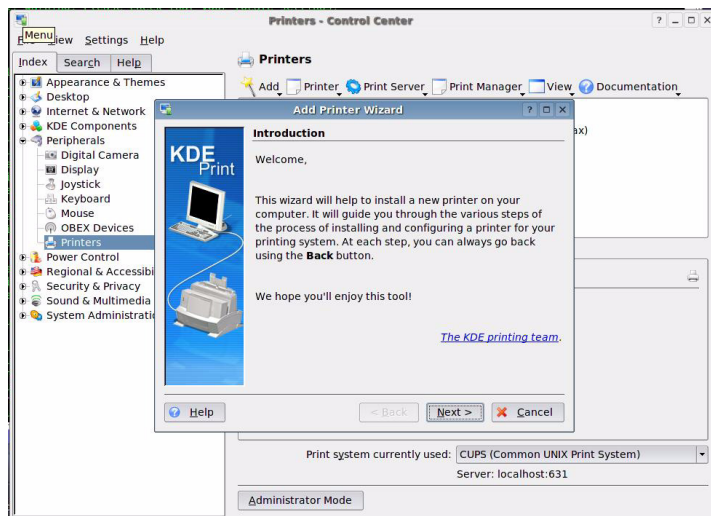 Printers - Control Center
Menu
View Settings Help
Index Search Help
Printers
Add Printer Print Server Print Manager View Documentation
Appearance & Themes
Desktop
Internet & Network
KDE Components
Peripherals
Digital Camera
Display
Joystick
Keyboard
Mouse
OBEX Devices
Printers
Power Control
Regional & Accessibi
Security & Privacy
Sound & Multimedia
System Administratio
ax)
Add Printer Wizard
KDE
Print
Introduction
Welcome,
This wizard will help to install a new printer on your
computer. It will guide you through the various steps of
the process of installing and configuring a printer for your
printing system. At each step, you can always go back
using the Back button.
We hope you'll enjoy this tool!
The KDE printing team.
Help
< Back Next > Cancel
Print system currently used: CUPS (Common UNIX Print System)
Server: localhost:631
Administrator Mode